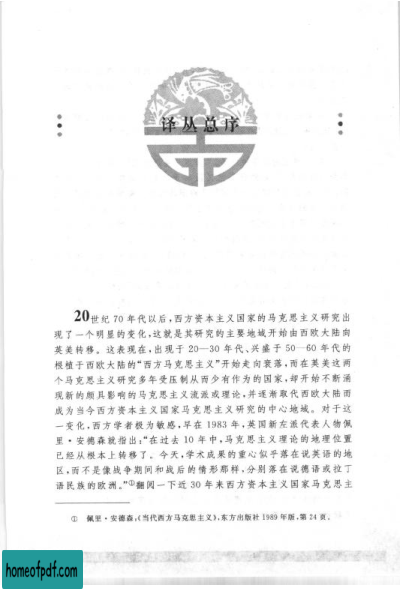 译丛总序
20世纪70年代以后，西方资本主义国家的马克思主义研究出
现了一个明显的变化，这就是其研究的主要地域开始由西欧大陆向
英美转移。这表现在，出现于20—30年代、兴盛于50—60年代的
根植于西欧大陆的“西方马克思主义”开始走向衰落，而在英美这两
个马克思主义研究多年受压制从而少有作为的国家，却开始不断涌
现新的颇具影响的马克思主义流派或理论，并逐渐取代西欧大陆而
成为当今西方资本主义国家马克思主义研究的中心地域。对于这
一变化，西方学者极为敏感，早在1983年，英国新左派代表人物佩
里·安德森就指出：“在过去10年中，马克思主义理论的地理位置
已经从根本上转移了。今天，学术成果的重心似乎落在说英语的地
区，而不是像战争期间和战后的情形那样，分别落在说德语或拉丁
语民族的欧洲。”①翻阅一下近30年来西方资本主义国家马克思主
① 佩里·安德森：《当代西方马克思主义》，东方出版社1989年版，第24页。
homeofpdf.com